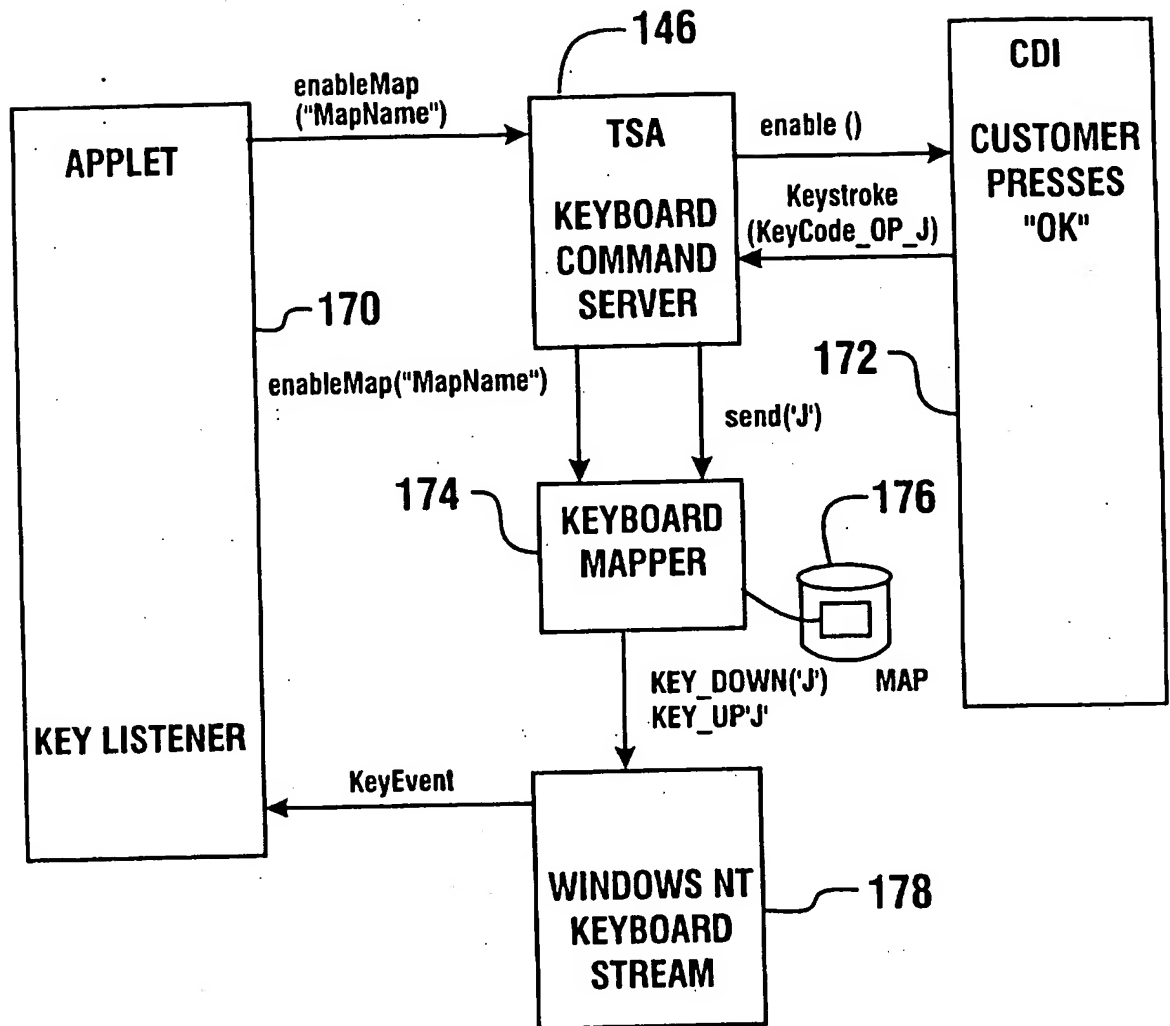 146
CDI
enableMap
("MapName")
APPLET
TSA
enable ()
CUSTOMER
PRESSES
"OK"
KEYBOARD
COMMAND
SERVER
Keystroke
(KeyCode_OP_J)
170
172
enableMap("MapName")
send('J')
174
KEYBOARD
MAPPER
176
KEY_DOWN('J')
KEY_UP'J'
MAP
KEY LISTENER
KeyEvent
WINDOWS NT
KEYBOARD
STREAM
178